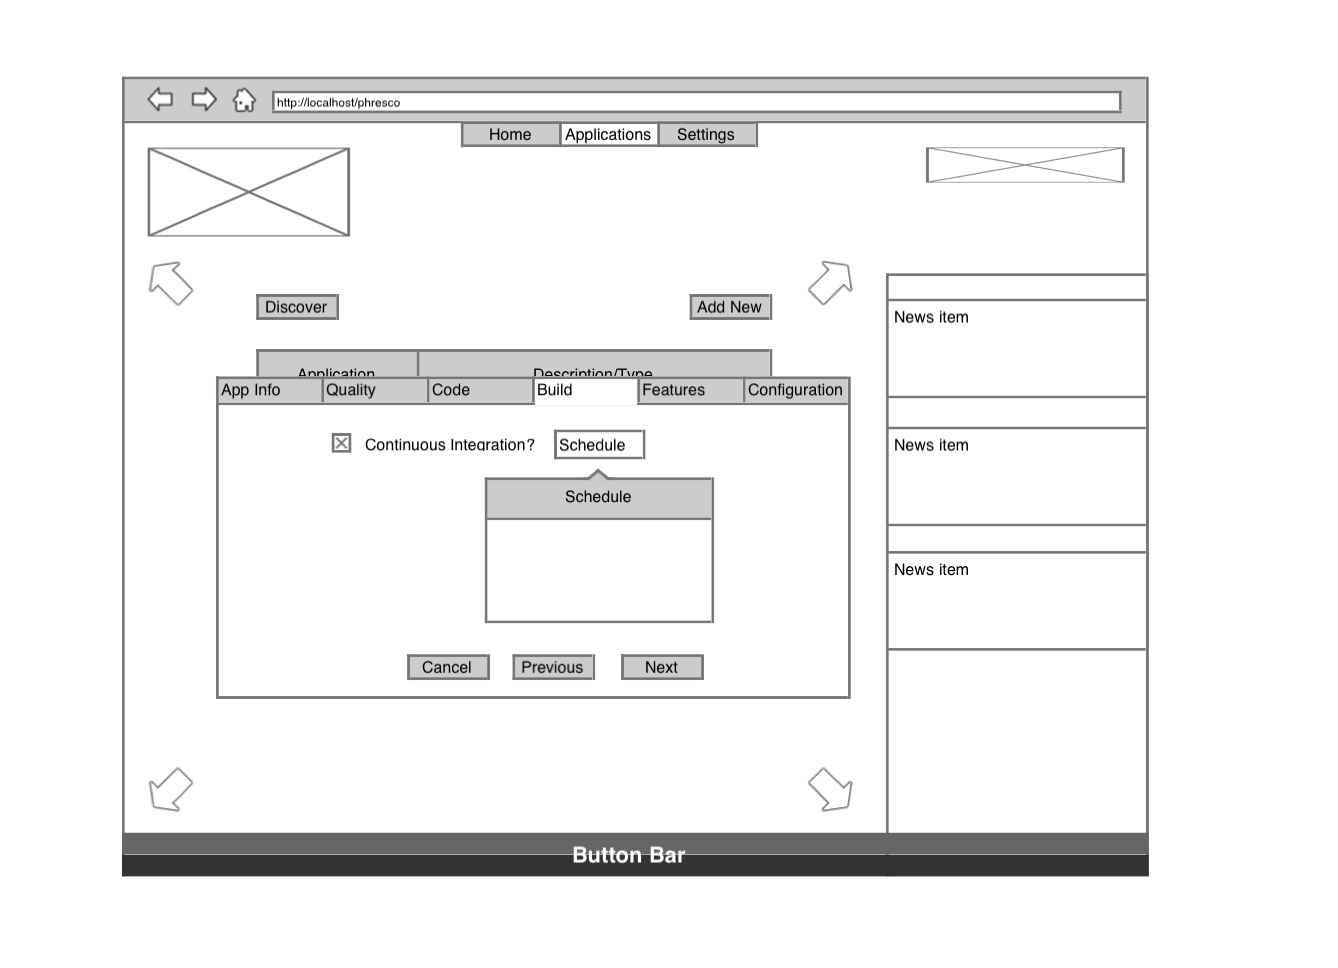 http://localhost/phresco
Home Applications Settings
Discover Add New
News item
Application Description/Type
App Info Quality Code Build Features Configuration
Continuous Integration? Schedule
News item
Schedule
News item
Cancel Previous Next
Button Bar